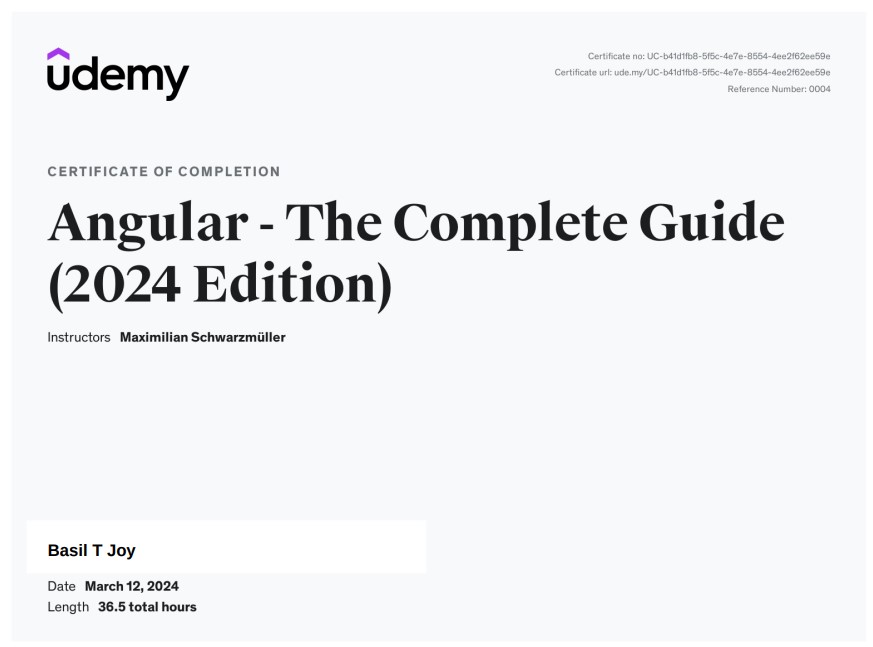 udemy
Certificate no: UC-b41d1fb8-5f5c-4e7e-8554-4ee2f62ee59e
Certificate url: ude.my/UC-b41d1fb8-5f5c-4e7e-8554-4ee2f62ee59e
Reference Number: 0004
CERTIFICATE OF COMPLETION
Angular - The Complete Guide
(2024 Edition)
Instructors Maximilian Schwarzmüller
Basil T Joy
Date March 12, 2024
Length 36.5 total hours